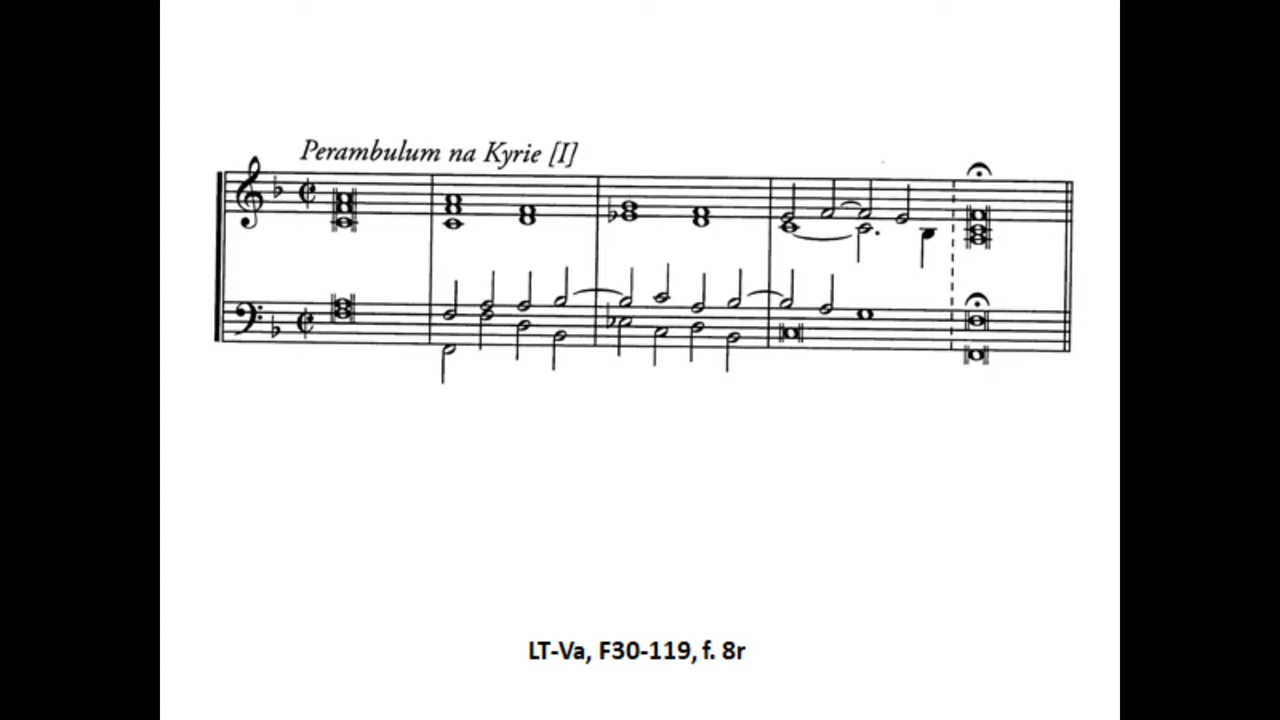 Perambulum na Kyrie [I]
LT-Va, F30-119, f. 8r